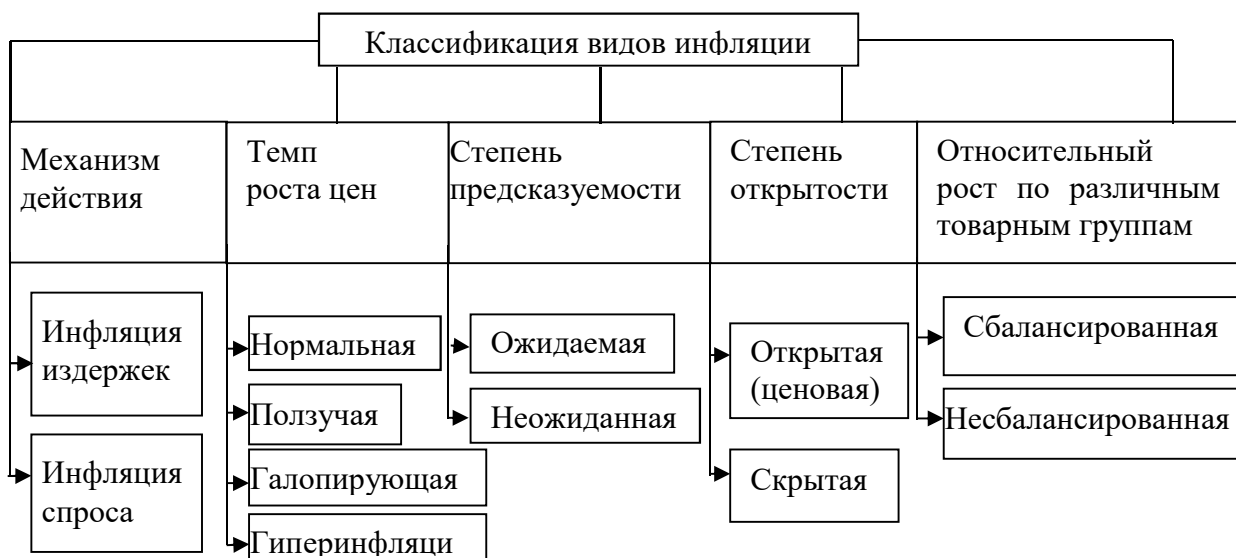 Классификация видов инфляции
Механизм
действия
Темп
роста цен
Степень
предсказуемости
Степень
открытости
Относительный
рост по различным
товарным группам
Инфляция
издержек
Инфляция
спроса
Нормальная
Ползучая
Галопирующая
Гиперинфляци
Ожидаемая
Неожиданная
Открытая
(ценовая)
Скрытая
Сбалансированная
Несбалансированная